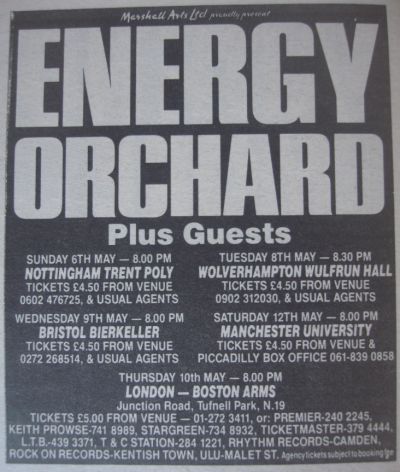 Marshall Arts Ltd proudly present
ENERGY
ORCHARD
Plus Guests
SUNDAY 6TH MAY — 8.00 PM
NOTTINGHAM TRENT POLY
TICKETS £4.50 FROM VENUE
0602 476725, & USUAL AGENTS
TUESDAY 8TH MAY — 8.30 PM
WOLVERHAMPTON WULFRUN HALL
TICKETS £4.50 FROM VENUE
0902 312030, & USUAL AGENTS
WEDNESDAY 9TH MAY — 8.00 PM
BRISTOL BIERKELLER
TICKETS £4.50 FROM VENUE
0272 268514, & USUAL AGENTS
SATURDAY 12TH MAY — 8.00 PM
MANCHESTER UNIVERSITY
TICKETS £4.50 FROM VENUE &
PICCADILLY BOX OFFICE 061-839 0858
THURSDAY 10TH MAY — 8.00 PM
LONDON — BOSTON ARMS
Junction Road, Tufnell Park, N.19
TICKETS £5.00 FROM VENUE — 01-272 3411, or: PREMIER-240 2245,
KEITH PROWSE-741 8989, STARGREEN-734 8932, TICKETMASTER-379 4444,
L.T.B.-439 3371, T & C STATION-284 1221, RHYTHM RECORDS-CAMDEN,
ROCK ON RECORDS-KENTISH TOWN, ULU-MALET ST. Agency tickets subject to booking fee